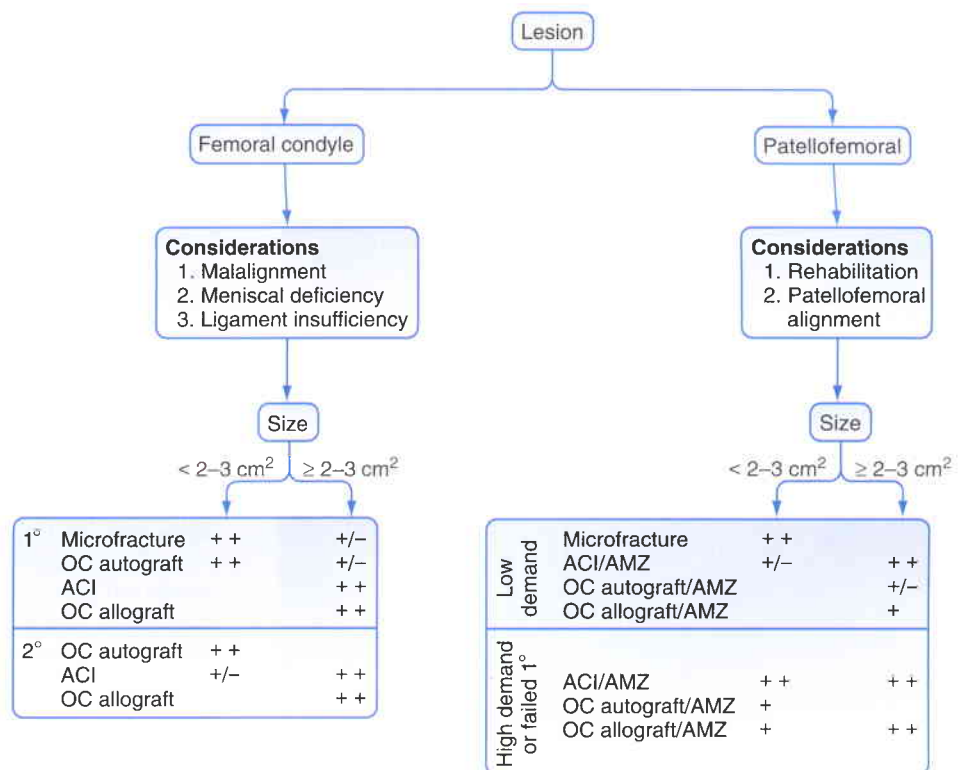 Lesion
Femoral condyle
Considerations
1. Malalignment
2. Meniscal deficiency
3. Ligament insufficiency
Size
< 2–3 cm² ≥ 2–3 cm²
1° Microfracture + + +/–
OC autograft + + +/–
ACI + +
OC allograft + +
2° OC autograft + +
ACI +/– + +
OC allograft + +
Patellofemoral
Considerations
1. Rehabilitation
2. Patellofemoral
alignment
Size
< 2–3 cm² ≥ 2–3 cm²
Low
demand
Microfracture + +
ACI/AMZ +/– + +
OC autograft/AMZ +/–
OC allograft/AMZ +
High demand
or failed 1°
ACI/AMZ + + + +
OC autograft/AMZ +
OC allograft/AMZ + + +